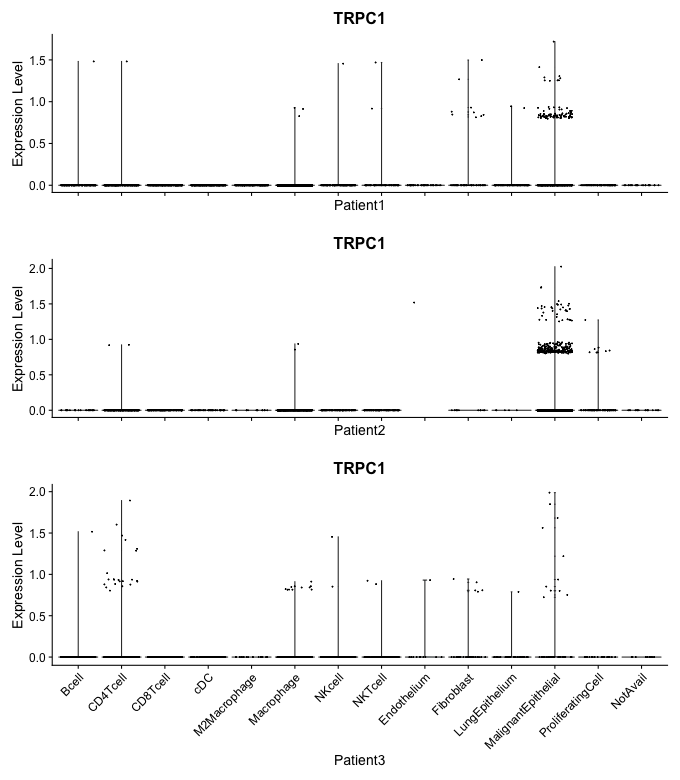 TRPC1
Expression Level
1.5
1.0
0.5
0.0
Patient1
TRPC1
Expression Level
2.0
1.5
1.0
0.5
0.0
Patient2
TRPC1
Expression Level
2.0
1.5
1.0
0.5
0.0
Bcell
CD4Tcell
CD8Tcell
cDC
M2Macrophage
Macrophage
NKcell
NKTcell
Endothelium
Fibroblast
LungEpithelium
MalignantEpithelial
ProliferatingCell
NotAvail
Patient3